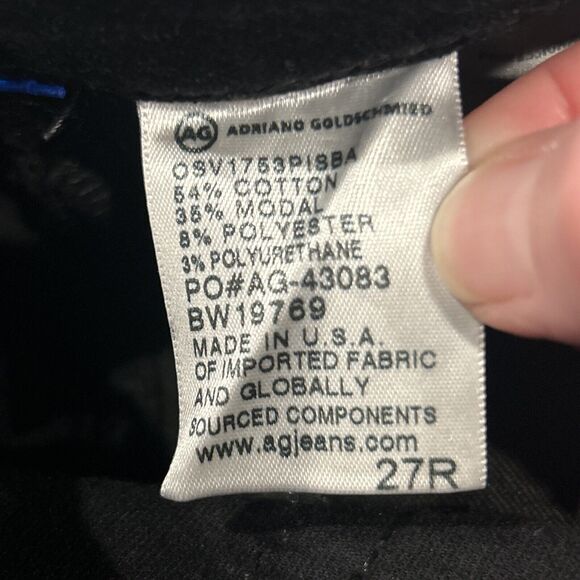 AG ADRIANO GOLDSCHMIED
OSV1753PISBA
54% COTTON
35% MODAL
8% POLYESTER
3% POLYURETHANE
PO#AG-43083
BW19769
MADE IN U.S.A.
OF IMPORTED FABRIC
AND GLOBALLY
SOURCED COMPONENTS
www.agjeans.com
27R